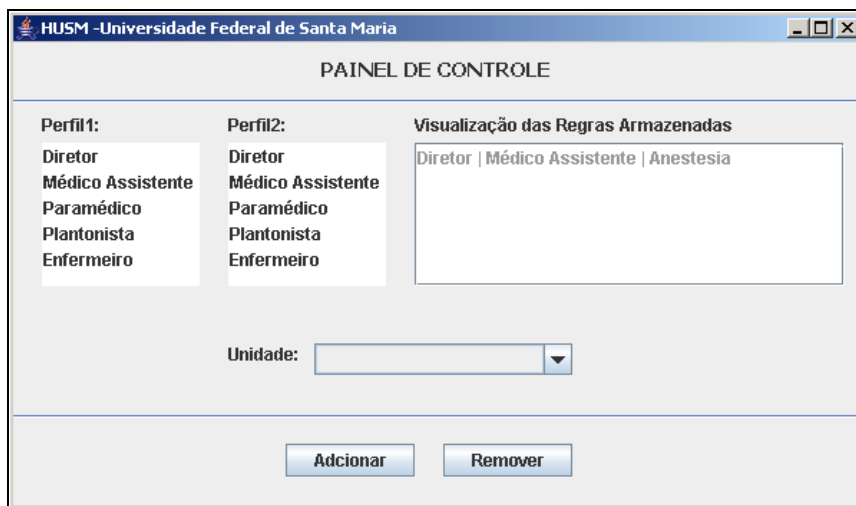 HUSM -Universidade Federal de Santa Maria
PAINEL DE CONTROLE
Perfil1:
Diretor
Médico Assistente
Paramédico
Plantonista
Enfermeiro
Perfil2:
Diretor
Médico Assistente
Paramédico
Plantonista
Enfermeiro
Visualização das Regras Armazenadas
Diretor | Médico Assistente | Anestesia
Unidade:
Adcionar
Remover